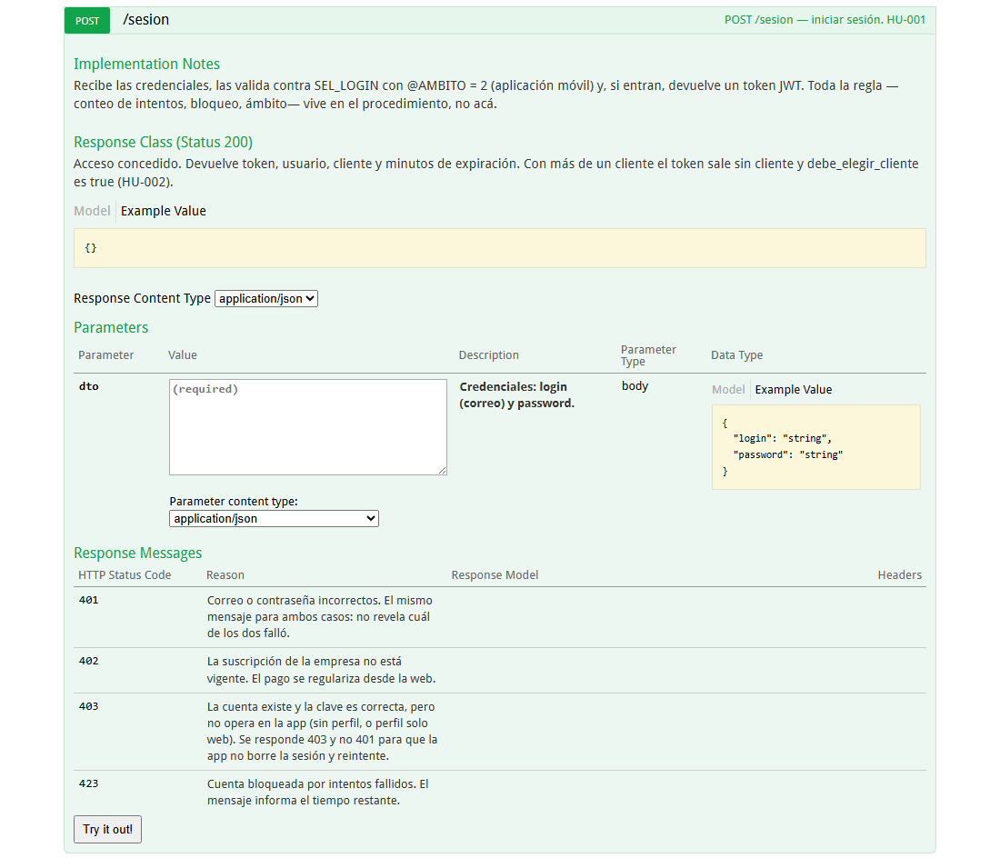 POST /sesion POST /sesion — iniciar sesión. HU-001
Implementation Notes
Recibe las credenciales, las valida contra SEL_LOGIN con @AMBITO = 2 (aplicación móvil) y, si entran, devuelve un token JWT. Toda la regla —
conteo de intentos, bloqueo, ámbito— vive en el procedimiento, no acá.
Response Class (Status 200)
Acceso concedido. Devuelve token, usuario, cliente y minutos de expiración. Con más de un cliente el token sale sin cliente y debe_elegir_cliente
es true (HU-002).
Model Example Value
{}
Response Content Type application/json
Parameters
Parameter Value Description Parameter Type Data Type
dto
(required)
Credenciales: login
(correo) y password.
body
Model Example Value
{
"login": "string",
"password": "string"
}
Parameter content type:
application/json
Response Messages
HTTP Status Code Reason Response Model Headers
401 Correo o contraseña incorrectos. El mismo
mensaje para ambos casos: no revela cuál
de los dos falló.
402 La suscripción de la empresa no está
vigente. El pago se regulariza desde la web.
403 La cuenta existe y la clave es correcta, pero
no opera en la app (sin perfil, o perfil solo
web). Se responde 403 y no 401 para que la
app no borre la sesión y reintente.
423 Cuenta bloqueada por intentos fallidos. El
mensaje informa el tiempo restante.
Try it out!